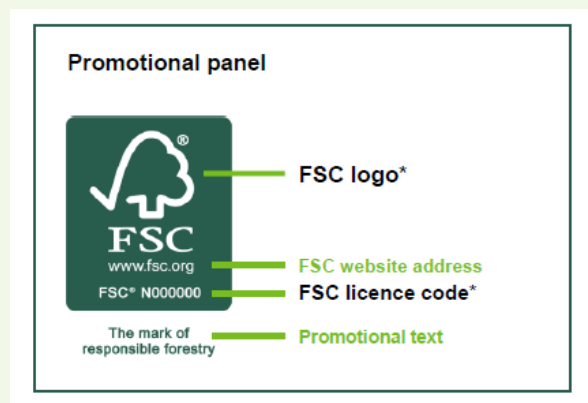 Promotional panel
®
FSC logo*
FSC
www.fsc.org
FSC website address
FSC® N000000
FSC licence code*
The mark of
responsible forestry
Promotional text